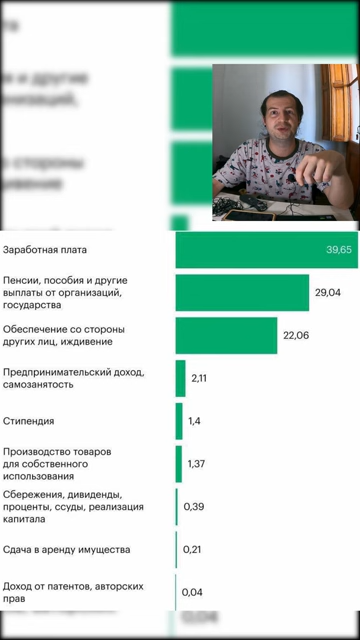 Заработная плата
39,65
Пенсии, пособия и другие
выплаты от организаций,
государства
29,04
Обеспечение со стороны
других лиц, иждивение
22,06
Предпринимательский доход,
самозанятость
2,11
Стипендия
1,4
Производство товаров
для собственного
использования
1,37
Сбережения, дивиденды,
проценты, ссуды, реализация
капитала
0,39
Сдача в аренду имущества
0,21
Доход от патентов, авторских
прав
0,04